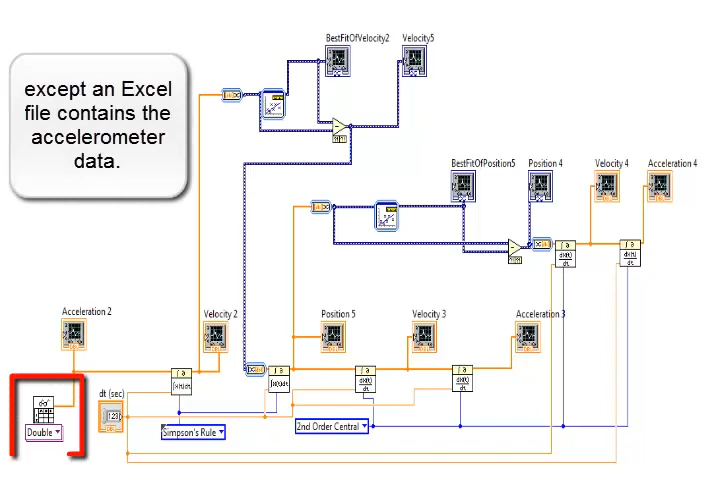 except an Excel
file contains the
accelerometer
data.
BestFitOfVelocity2
Velocity5
BestFitOfPosition5
Position 4
Velocity 4
Acceleration 4
Acceleration 2
Velocity 2
Position 5
Velocity 3
Acceleration 3
dt (sec)
Double
Simpson's Rule
2nd Order Central